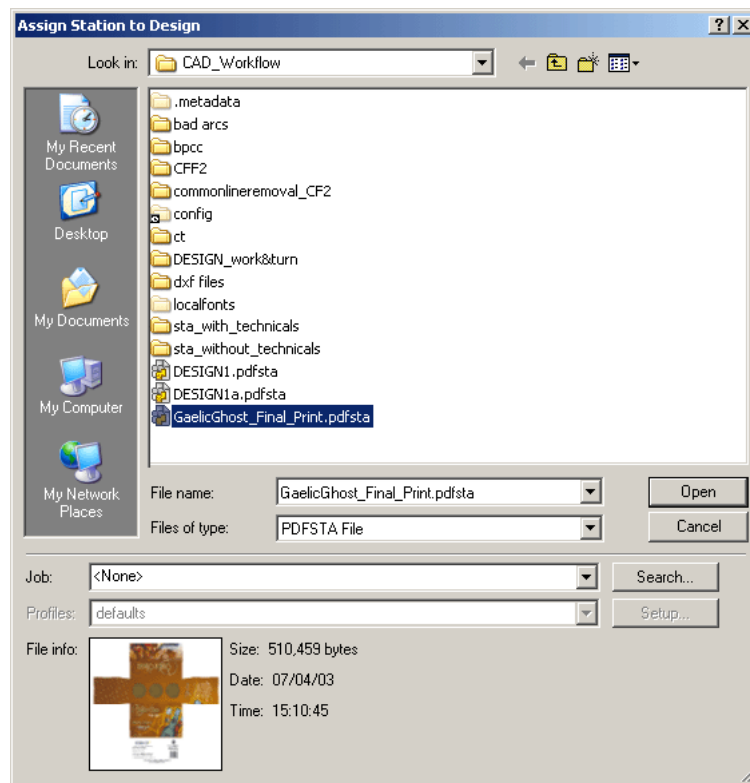 Assign Station to Design
Look in: CAD_Workflow
My Recent Documents
Desktop
My Documents
My Computer
My Network Places
.metadata
bad arcs
bpcc
CFF2
commonlineremoval_CF2
config
ct
DESIGN_work&turn
dxf files
localfonts
sta_with_technicals
sta_without_technicals
DESIGN1.pdfsta
DESIGN1a.pdfsta
GaelicGhost_Final_Print.pdfsta
File name: GaelicGhost_Final_Print.pdfsta Open
Files of type: PDFSTA File Cancel
Job: <None> Search...
Profiles: defaults Setup...
File info: Size: 510,459 bytes
Date: 07/04/03
Time: 15:10:45